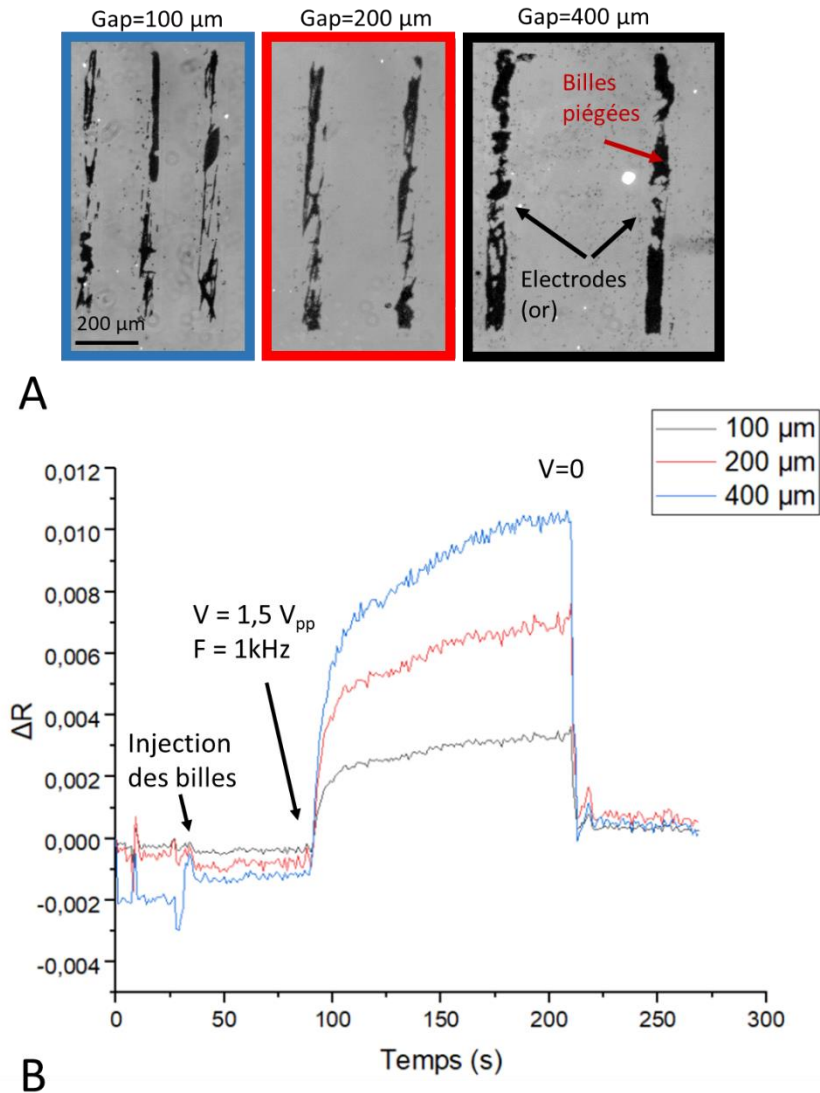 Gap=100 µm
Gap=200 µm
Gap=400 µm
Billes
piégées
Electrodes
(or)
200 µm
A
100 µm
200 µm
400 µm
V=0
V = 1,5 Vpp
F = 1kHz
Injection
des billes
0,012
0,010
0,008
0,006
0,004
0,002
0,000
-0,002
-0,004
ΔR
0
50
100
150
200
250
300
Temps (s)
B